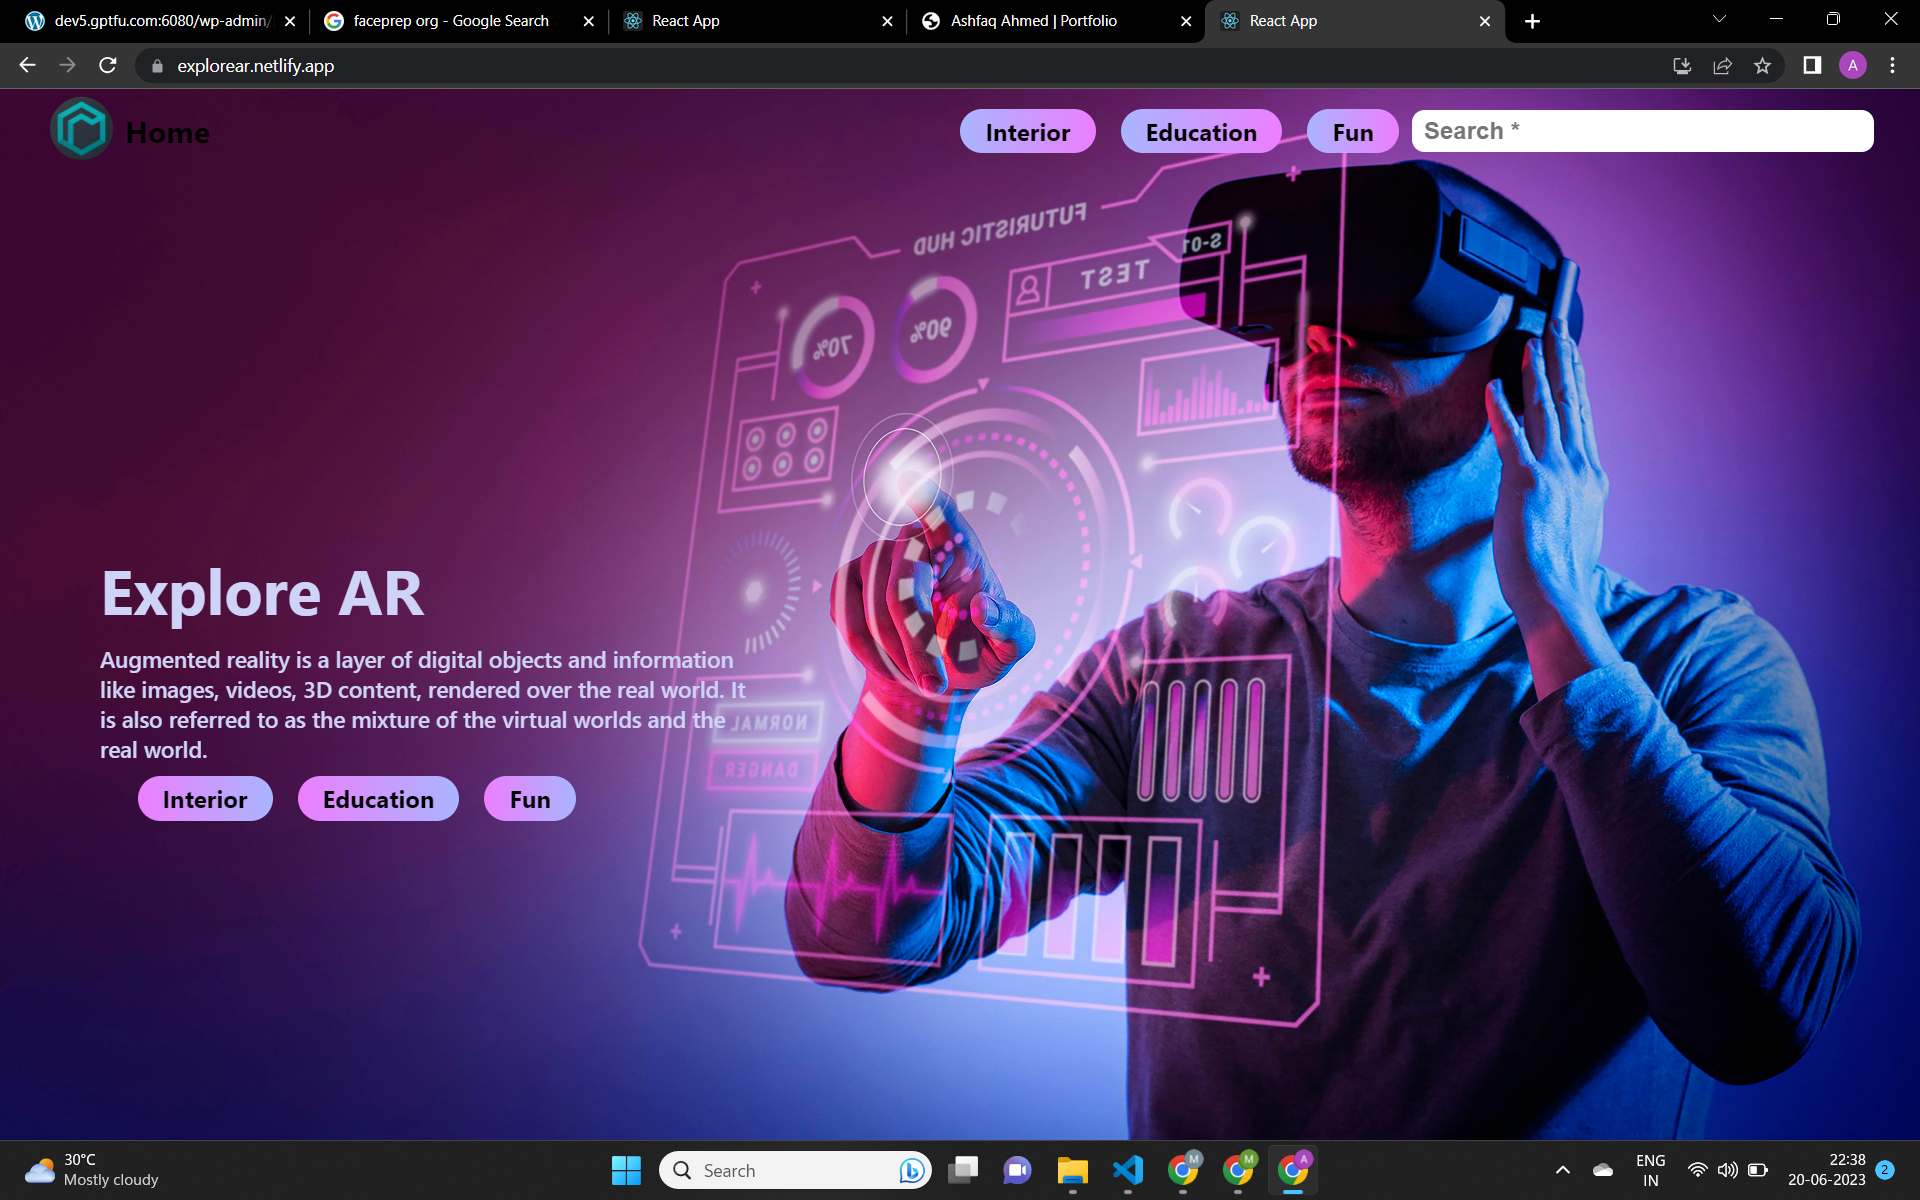 dev5.gptfu.com:6080/wp-admin/
faceprep org - Google Search
React App
Ashfaq Ahmed | Portfolio
React App
explorear.netlify.app
A
Home
Interior
Education
Fun
Search *
FUTURISTIC HUD
S-01
TEST
70%
90%
Explore AR
Augmented reality is a layer of digital objects and information
like images, videos, 3D content, rendered over the real world. It
is also referred to as the mixture of the virtual worlds and the
real world.
NORMAL
DANGER
Interior
Education
Fun
30°C
Mostly cloudy
Search
M
M
A
ENG
IN
22:38
20-06-2023
2